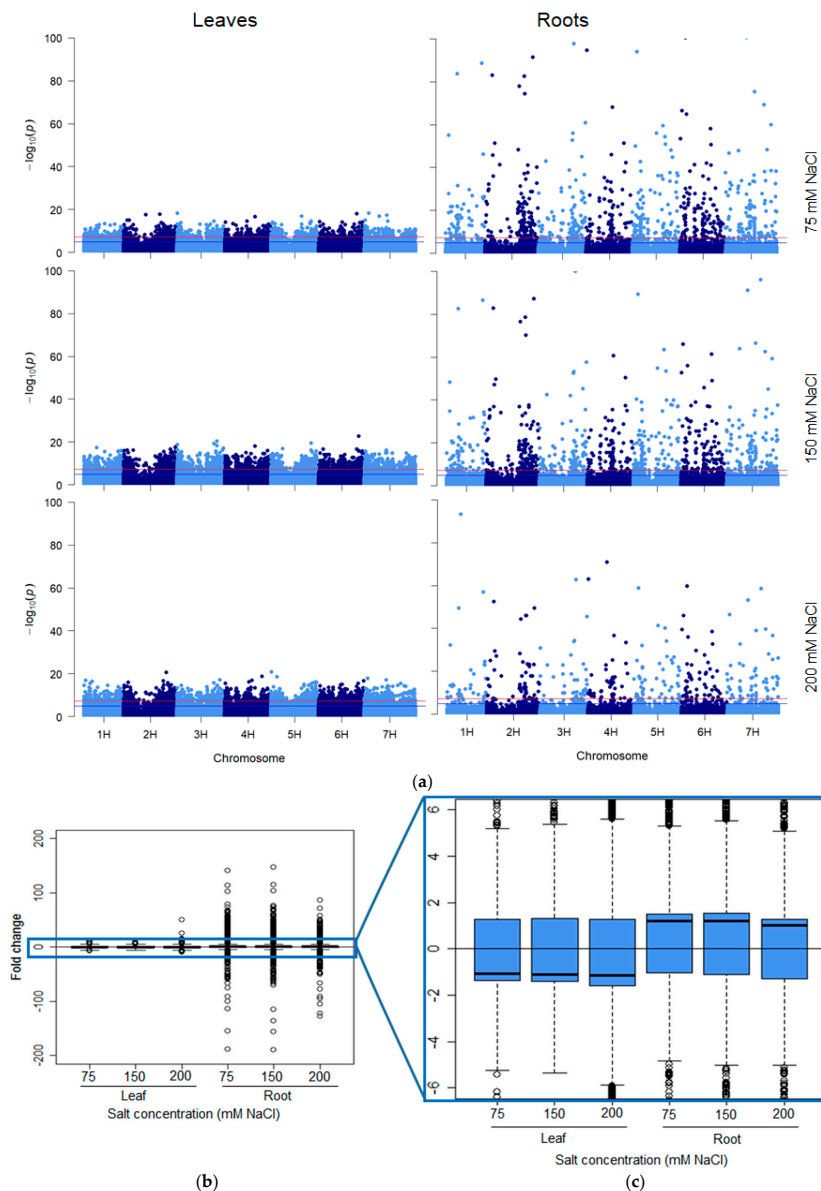 Leaves Roots
100
80
60
40
20
0
−log₁₀(p)
75 mM NaCl
100
80
60
40
20
0
−log₁₀(p)
150 mM NaCl
100
80
60
40
20
0
−log₁₀(p)
200 mM NaCl
1H 2H 3H 4H 5H 6H 7H
Chromosome
1H 2H 3H 4H 5H 6H 7H
Chromosome
(a)
200
100
0
-100
-200
Fold change
75 150 200 75 150 200
Leaf Root
Salt concentration (mM NaCl)
(b)
6
4
2
0
-2
-4
-6
75 150 200 75 150 200
Leaf Root
Salt concentration (mM NaCl)
(c)